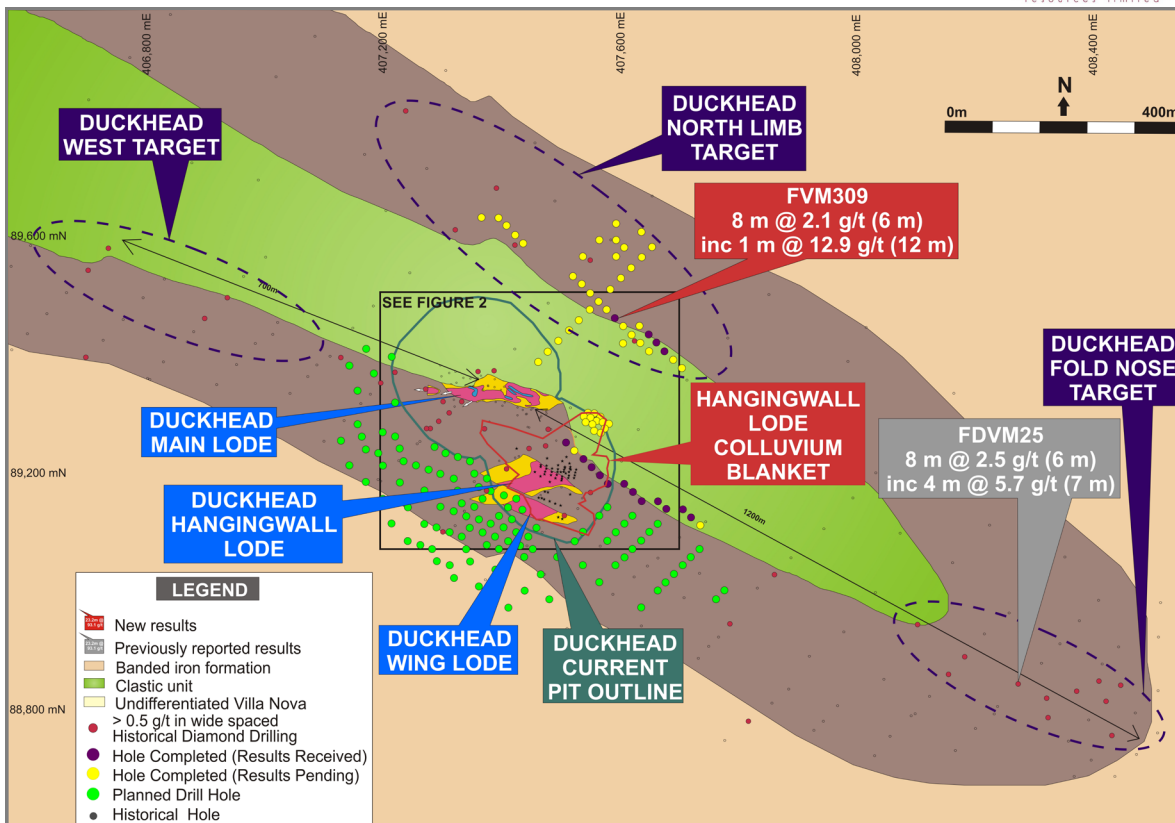 resources limited
406,800 mE
407,200 mE
407,600 mE
408,000 mE
408,400 mE
N
0m
400m
DUCKHEAD
WEST TARGET
DUCKHEAD
NORTH LIMB
TARGET
FVM309
8 m @ 2.1 g/t (6 m)
inc 1 m @ 12.9 g/t (12 m)
89,600 mN
700m
SEE FIGURE 2
DUCKHEAD
FOLD NOSE
TARGET
DUCKHEAD
MAIN LODE
HANGINGWALL
LODE
COLLUVIUM
BLANKET
FDVM25
8 m @ 2.5 g/t (6 m)
inc 4 m @ 5.7 g/t (7 m)
89,200 mN
DUCKHEAD
HANGINGWALL
LODE
1200m
DUCKHEAD
WING LODE
DUCKHEAD
CURRENT
PIT OUTLINE
88,800 mN
LEGEND
New results
Previously reported results
Banded iron formation
Clastic unit
Undifferentiated Villa Nova
> 0.5 g/t in wide spaced
Historical Diamond Drilling
Hole Completed (Results Received)
Hole Completed (Results Pending)
Planned Drill Hole
Historical Hole